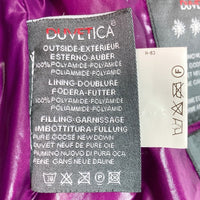 DUVETICA
OUTSIDE-EXTERIEUR
ESTERNO-AUBER
100% POLYAMIDE-POLYAMID
POLIAMMIDE-POLYAMIDE
LINING-DOUBLURE
FODERA-FUTTER
100% POLYAMIDE-POLYAMID
POLIAMMIDE-POLYAMIDE
FILLING-GARNISSAGE
IMBOTTITURA-FULLUNG
PURE GOOSE NEW DOWN
DUVET NEUF DE PURE OIE
PIUMINO NUOVO DI PURA OCA
REINE GANS DAUNEN